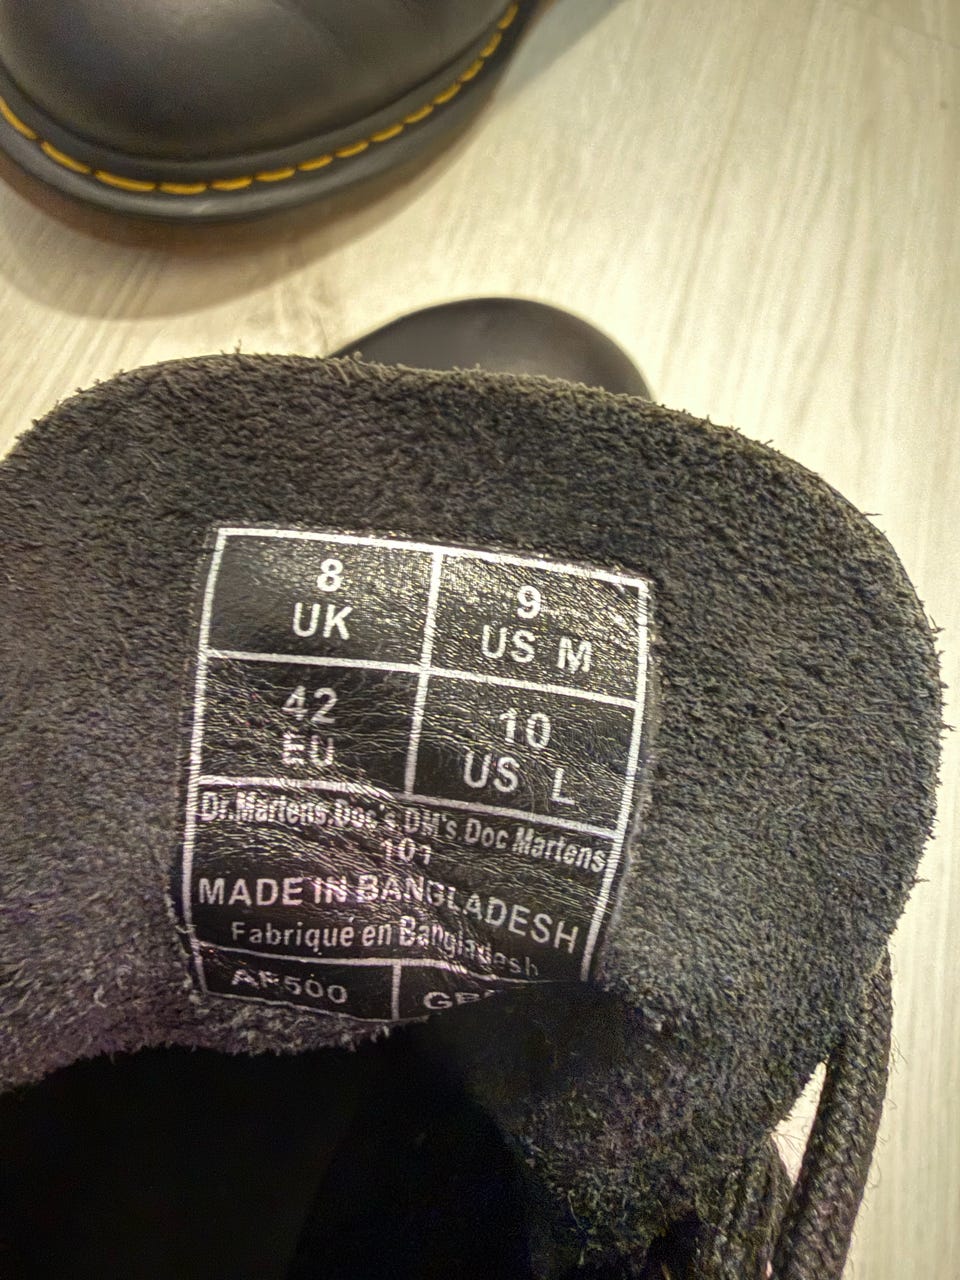 8 9
UK US M
42 10
EU US L
Dr.Martens.Doc's.DM's.Doc Martens
101
MADE IN BANGLADESH
Fabriqué en Bangladesh